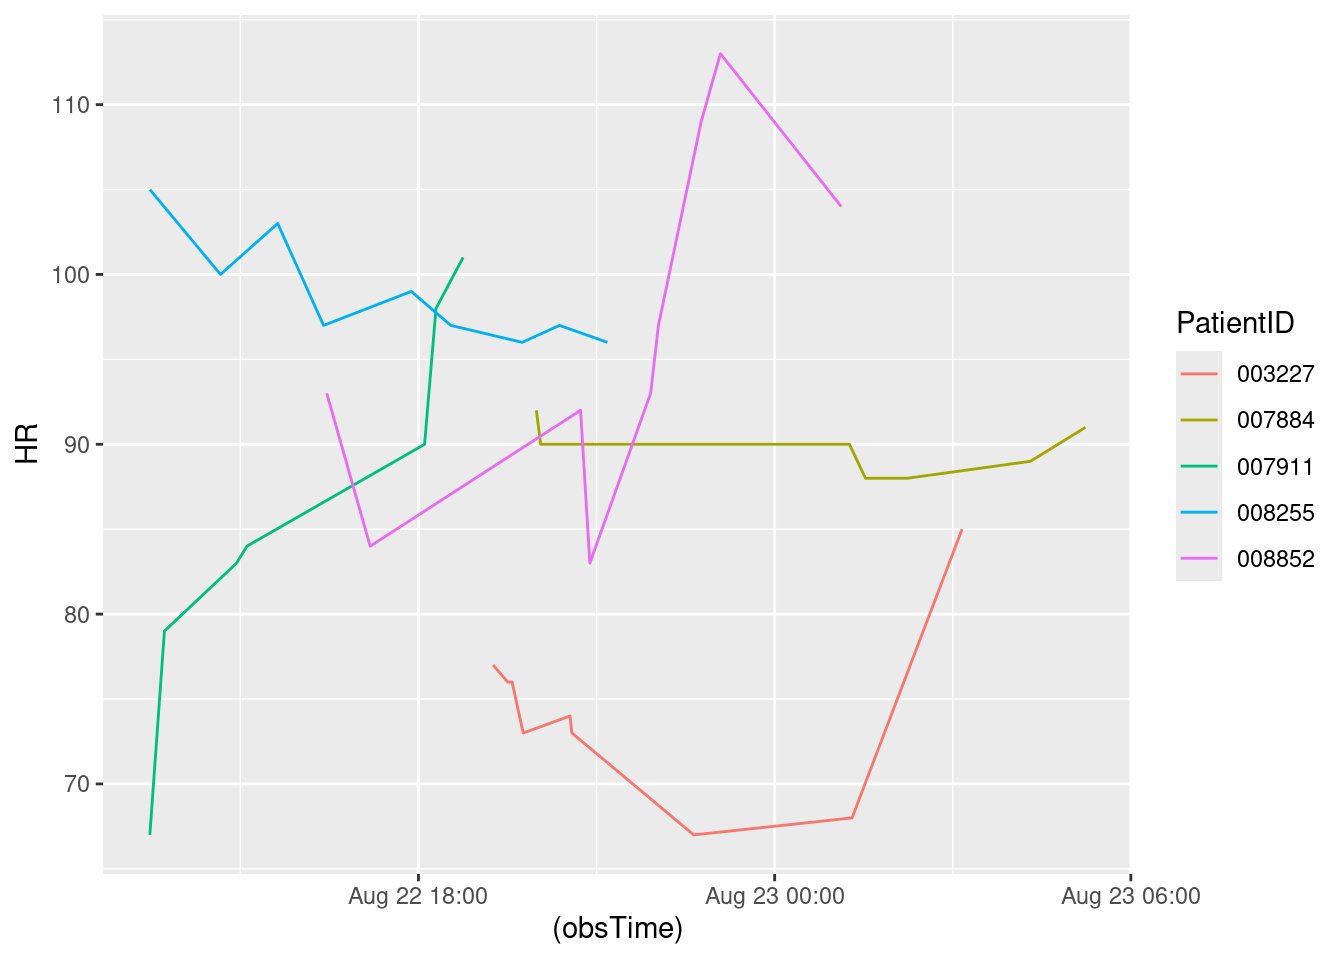 110
100
90
80
70
HR
Aug 22 18:00
Aug 23 00:00
Aug 23 06:00
(obsTime)
PatientID
003227
007884
007911
008255
008852